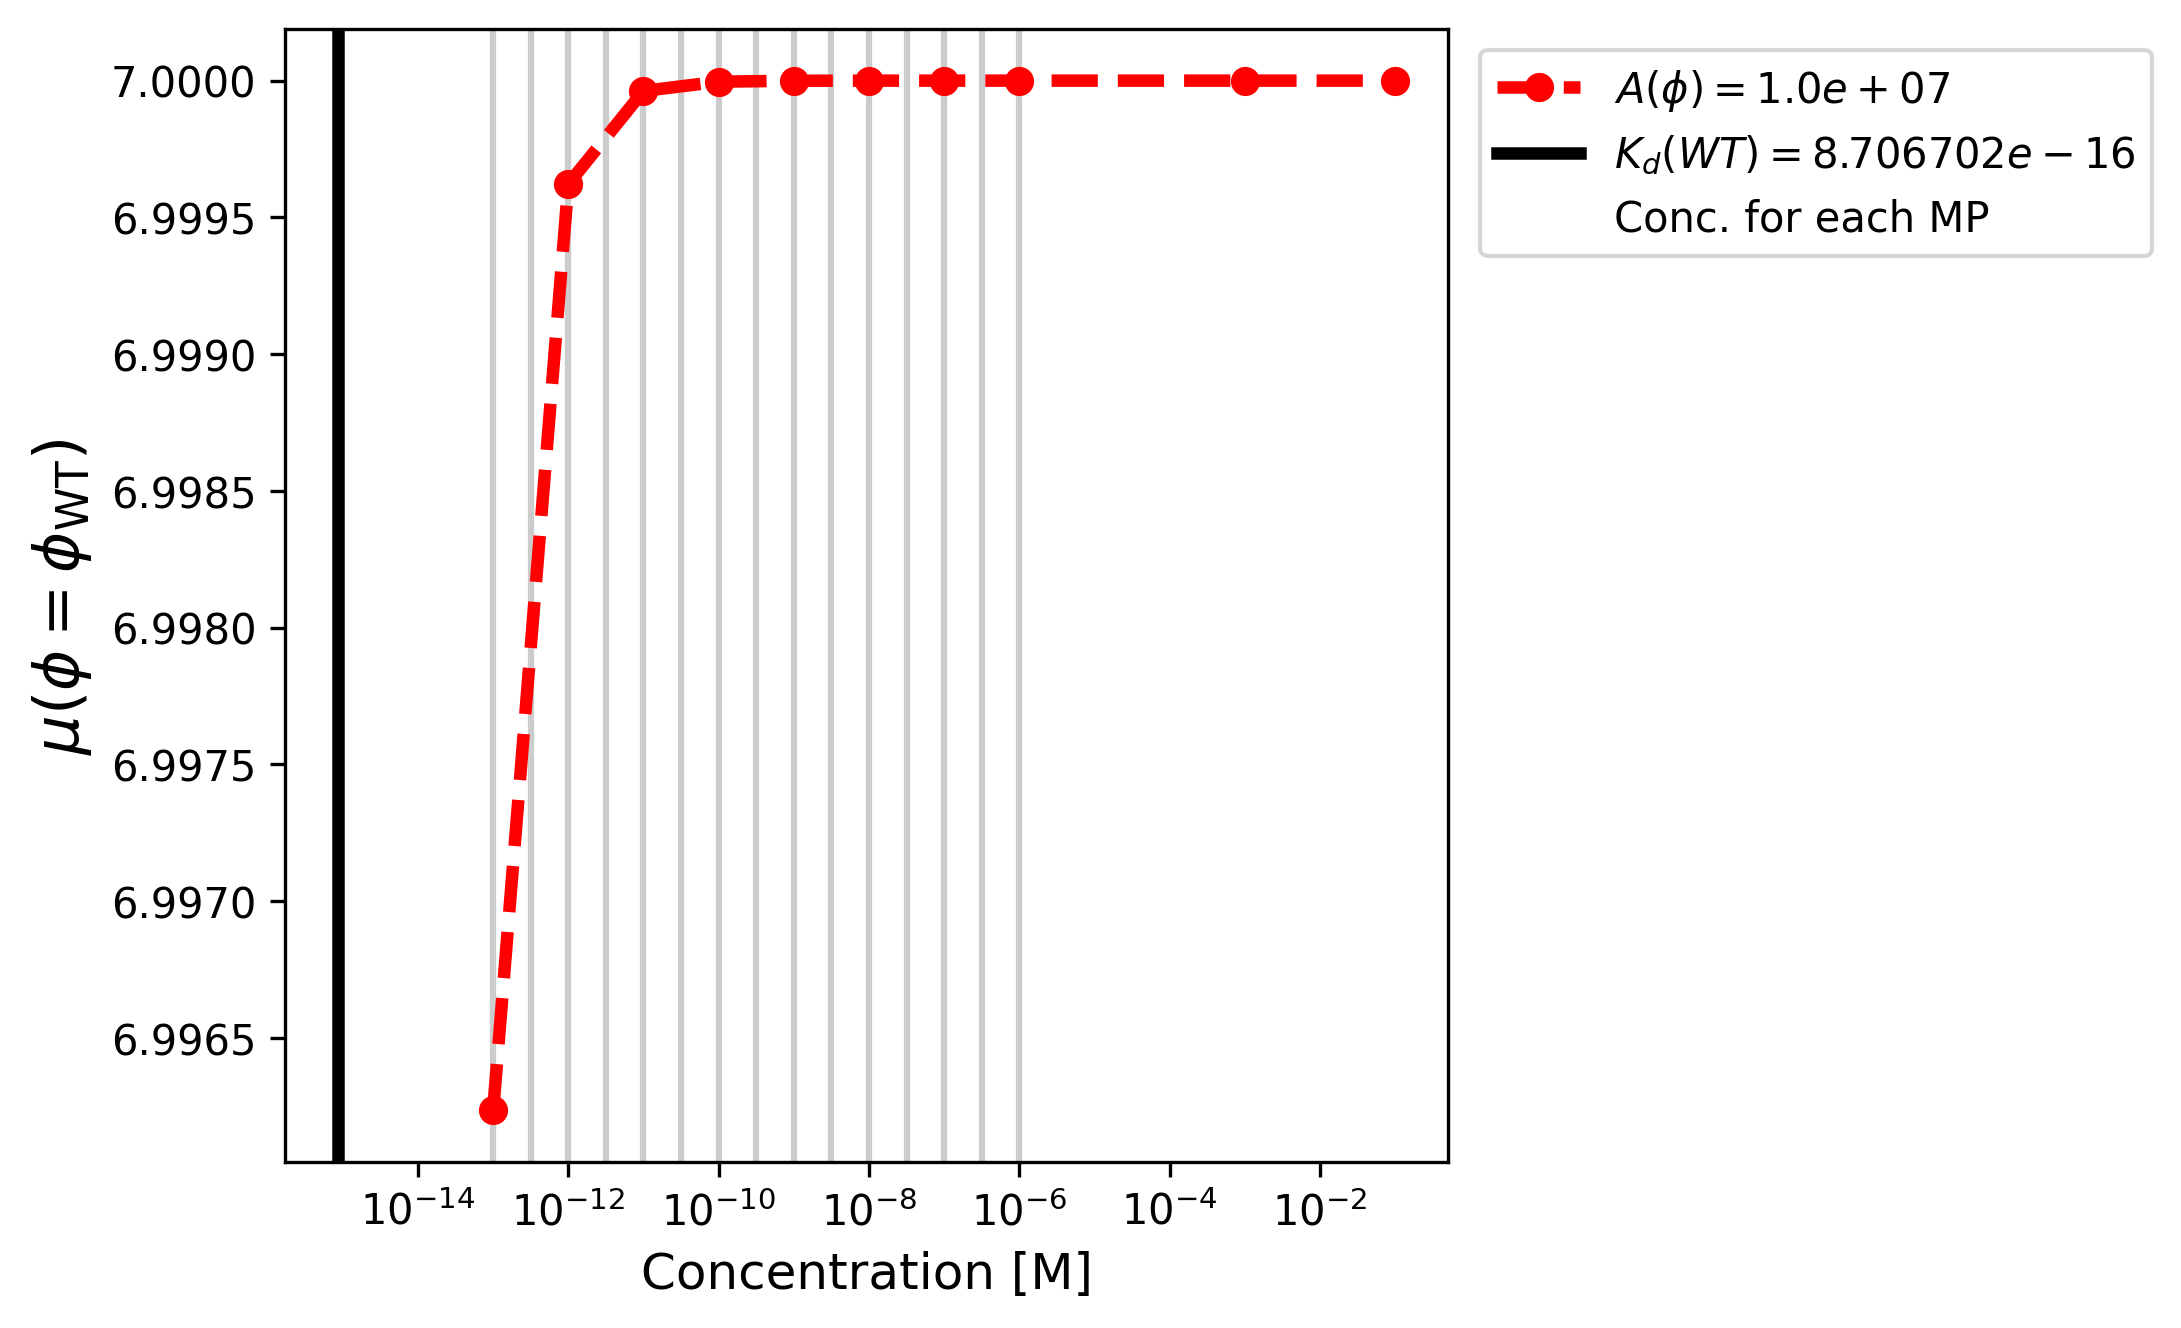 μ(ϕ = ϕ_WT)
7.0000
6.9995
6.9990
6.9985
6.9980
6.9975
6.9970
6.9965
10⁻¹⁴ 10⁻¹² 10⁻¹⁰ 10⁻⁸ 10⁻⁶ 10⁻⁴ 10⁻²
Concentration [M]
A(ϕ) = 1.0e + 07
K_d(WT) = 8.706702e − 16
Conc. for each MP